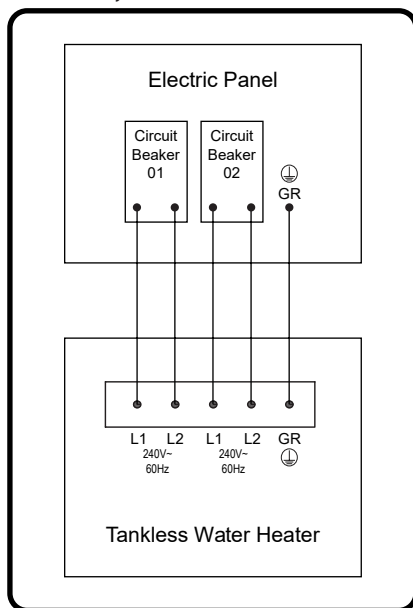 Electric Panel
Circuit Beaker 01
Circuit Beaker 02
GR
L1 L2 L1 L2 GR
240V~ 240V~
60Hz 60Hz
Tankless Water Heater